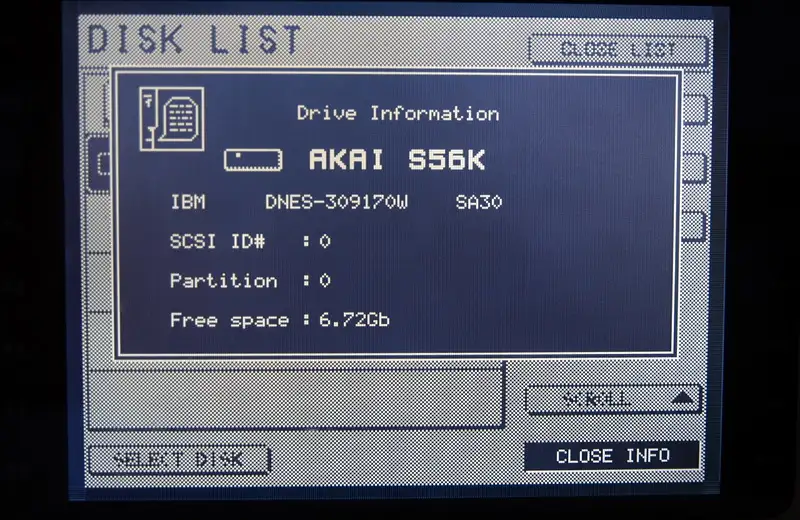 DISK LIST
CLOSE LIST
Drive Information
AKAI S56K
IBM DNES-309170W SA30
SCSI ID# : 0
Partition : 0
Free space : 6.72Gb
SCROLL
SELECT DISK
CLOSE INFO